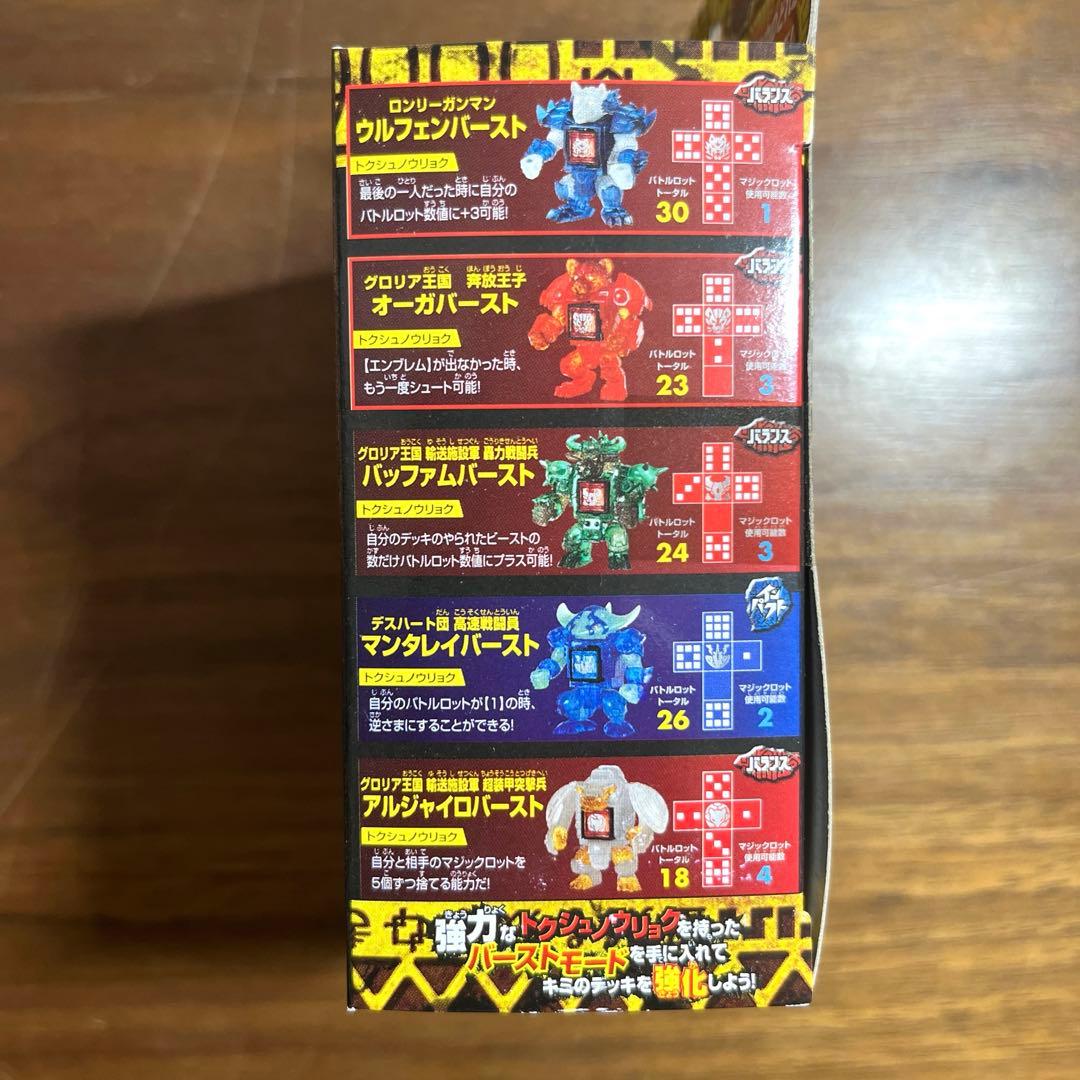 ロンリーガンマン
ウルフェンバースト
トクシュノウリョク
最後の一人だった時に自分の
バトルロット数値に+3可能!
バランス
バトルロット
トータル
30
マジックロット
使用可能数
1
グロリア王国 奔放王子
オーガバースト
トクシュノウリョク
【エンブレム】が出なかった時、
もう一度シュート可能!
バランス
バトルロット
トータル
23
マジックロット
使用可能数
3
グロリア王国 輸送施設軍 轟力戦闘兵
バッファムバースト
トクシュノウリョク
自分のデッキのやられたビーストの
数だけバトルロット数値にプラス可能!
バランス
バトルロット
トータル
24
マジックロット
使用可能数
3
デスハート団 高速戦闘員
マンタレイバースト
トクシュノウリョク
自分のバトルロットが【1】の時、
逆さまにすることができる!
インパクト
バトルロット
トータル
26
マジックロット
使用可能数
2
グロリア王国 輸送施設軍 超装甲突撃兵
アルジャイロバースト
トクシュノウリョク
自分と相手のマジックロットを
5個ずつ捨てる能力だ!
バランス
バトルロット
トータル
18
マジックロット
使用可能数
4
強力なトクシュノウリョクを持った
バーストモードを手に入れて
キミのデッキを強化しよう!